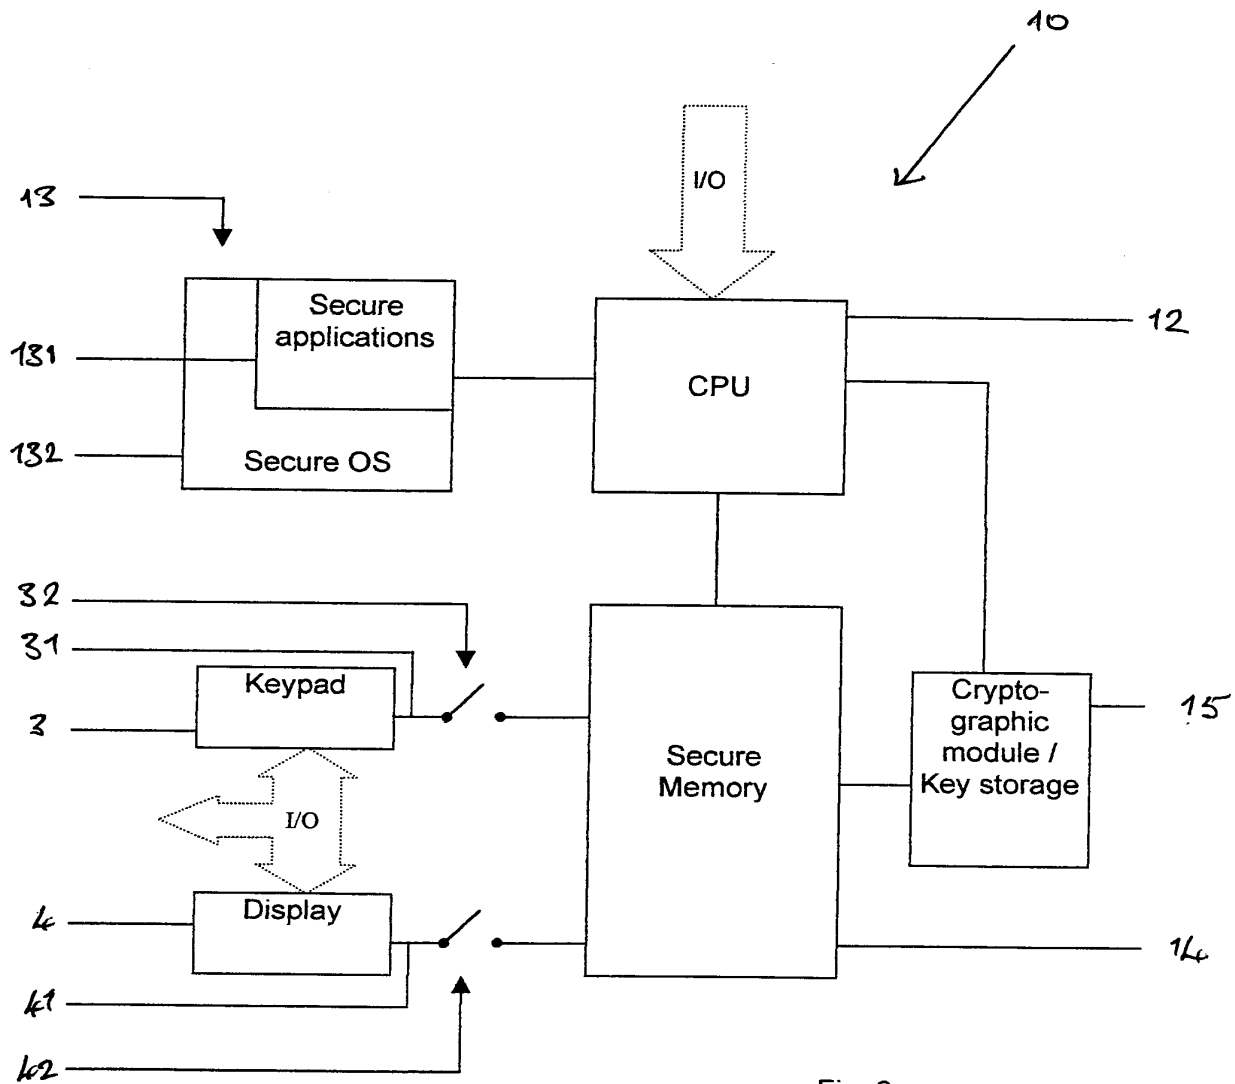 10
I/O
13
Secure
applications
12
131
CPU
132
Secure OS
32
31
Keypad
Crypto-
graphic
module /
Key storage
15
3
Secure
Memory
I/O
4
Display
14
41
42